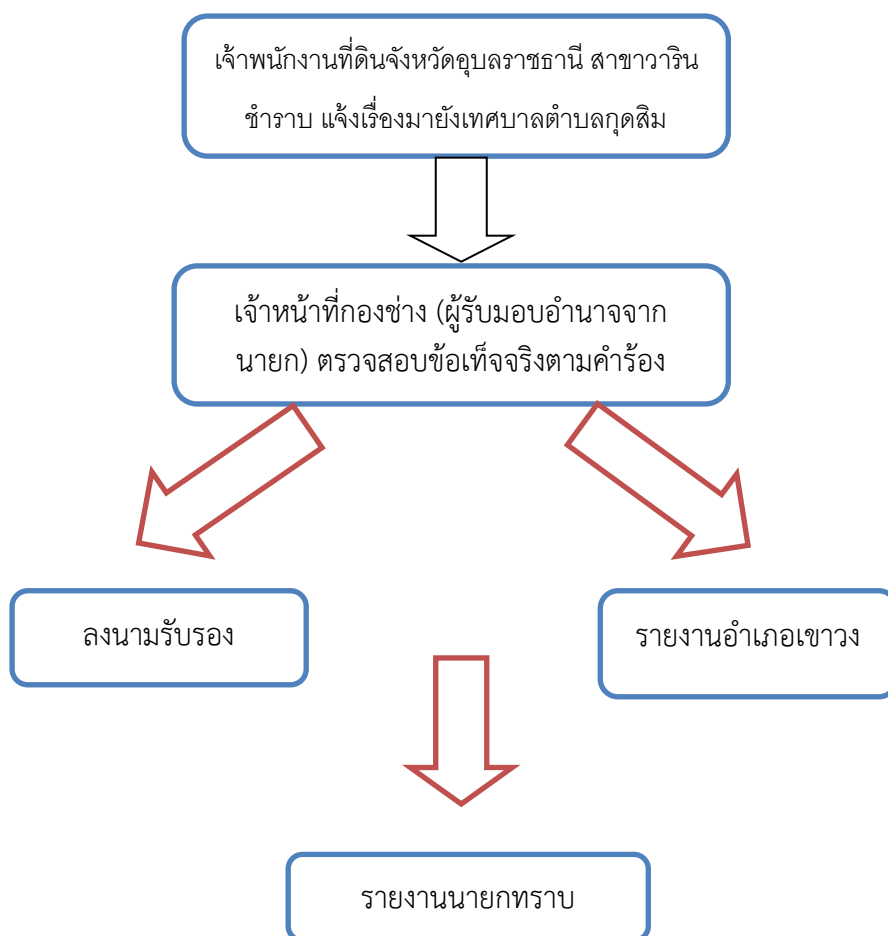 เจ้าพนักงานที่ดินจังหวัดอุบลราชธานี สาขาวาริน
ชำราบ แจ้งเรื่องมายังเทศบาลตำบลกุดสิม
เจ้าหน้าที่กองช่าง (ผู้รับมอบอำนาจจาก
นายก) ตรวจสอบข้อเท็จจริงตามคำร้อง
ลงนามรับรอง
รายงานอำเภอเขาวง
รายงานนายกทราบ